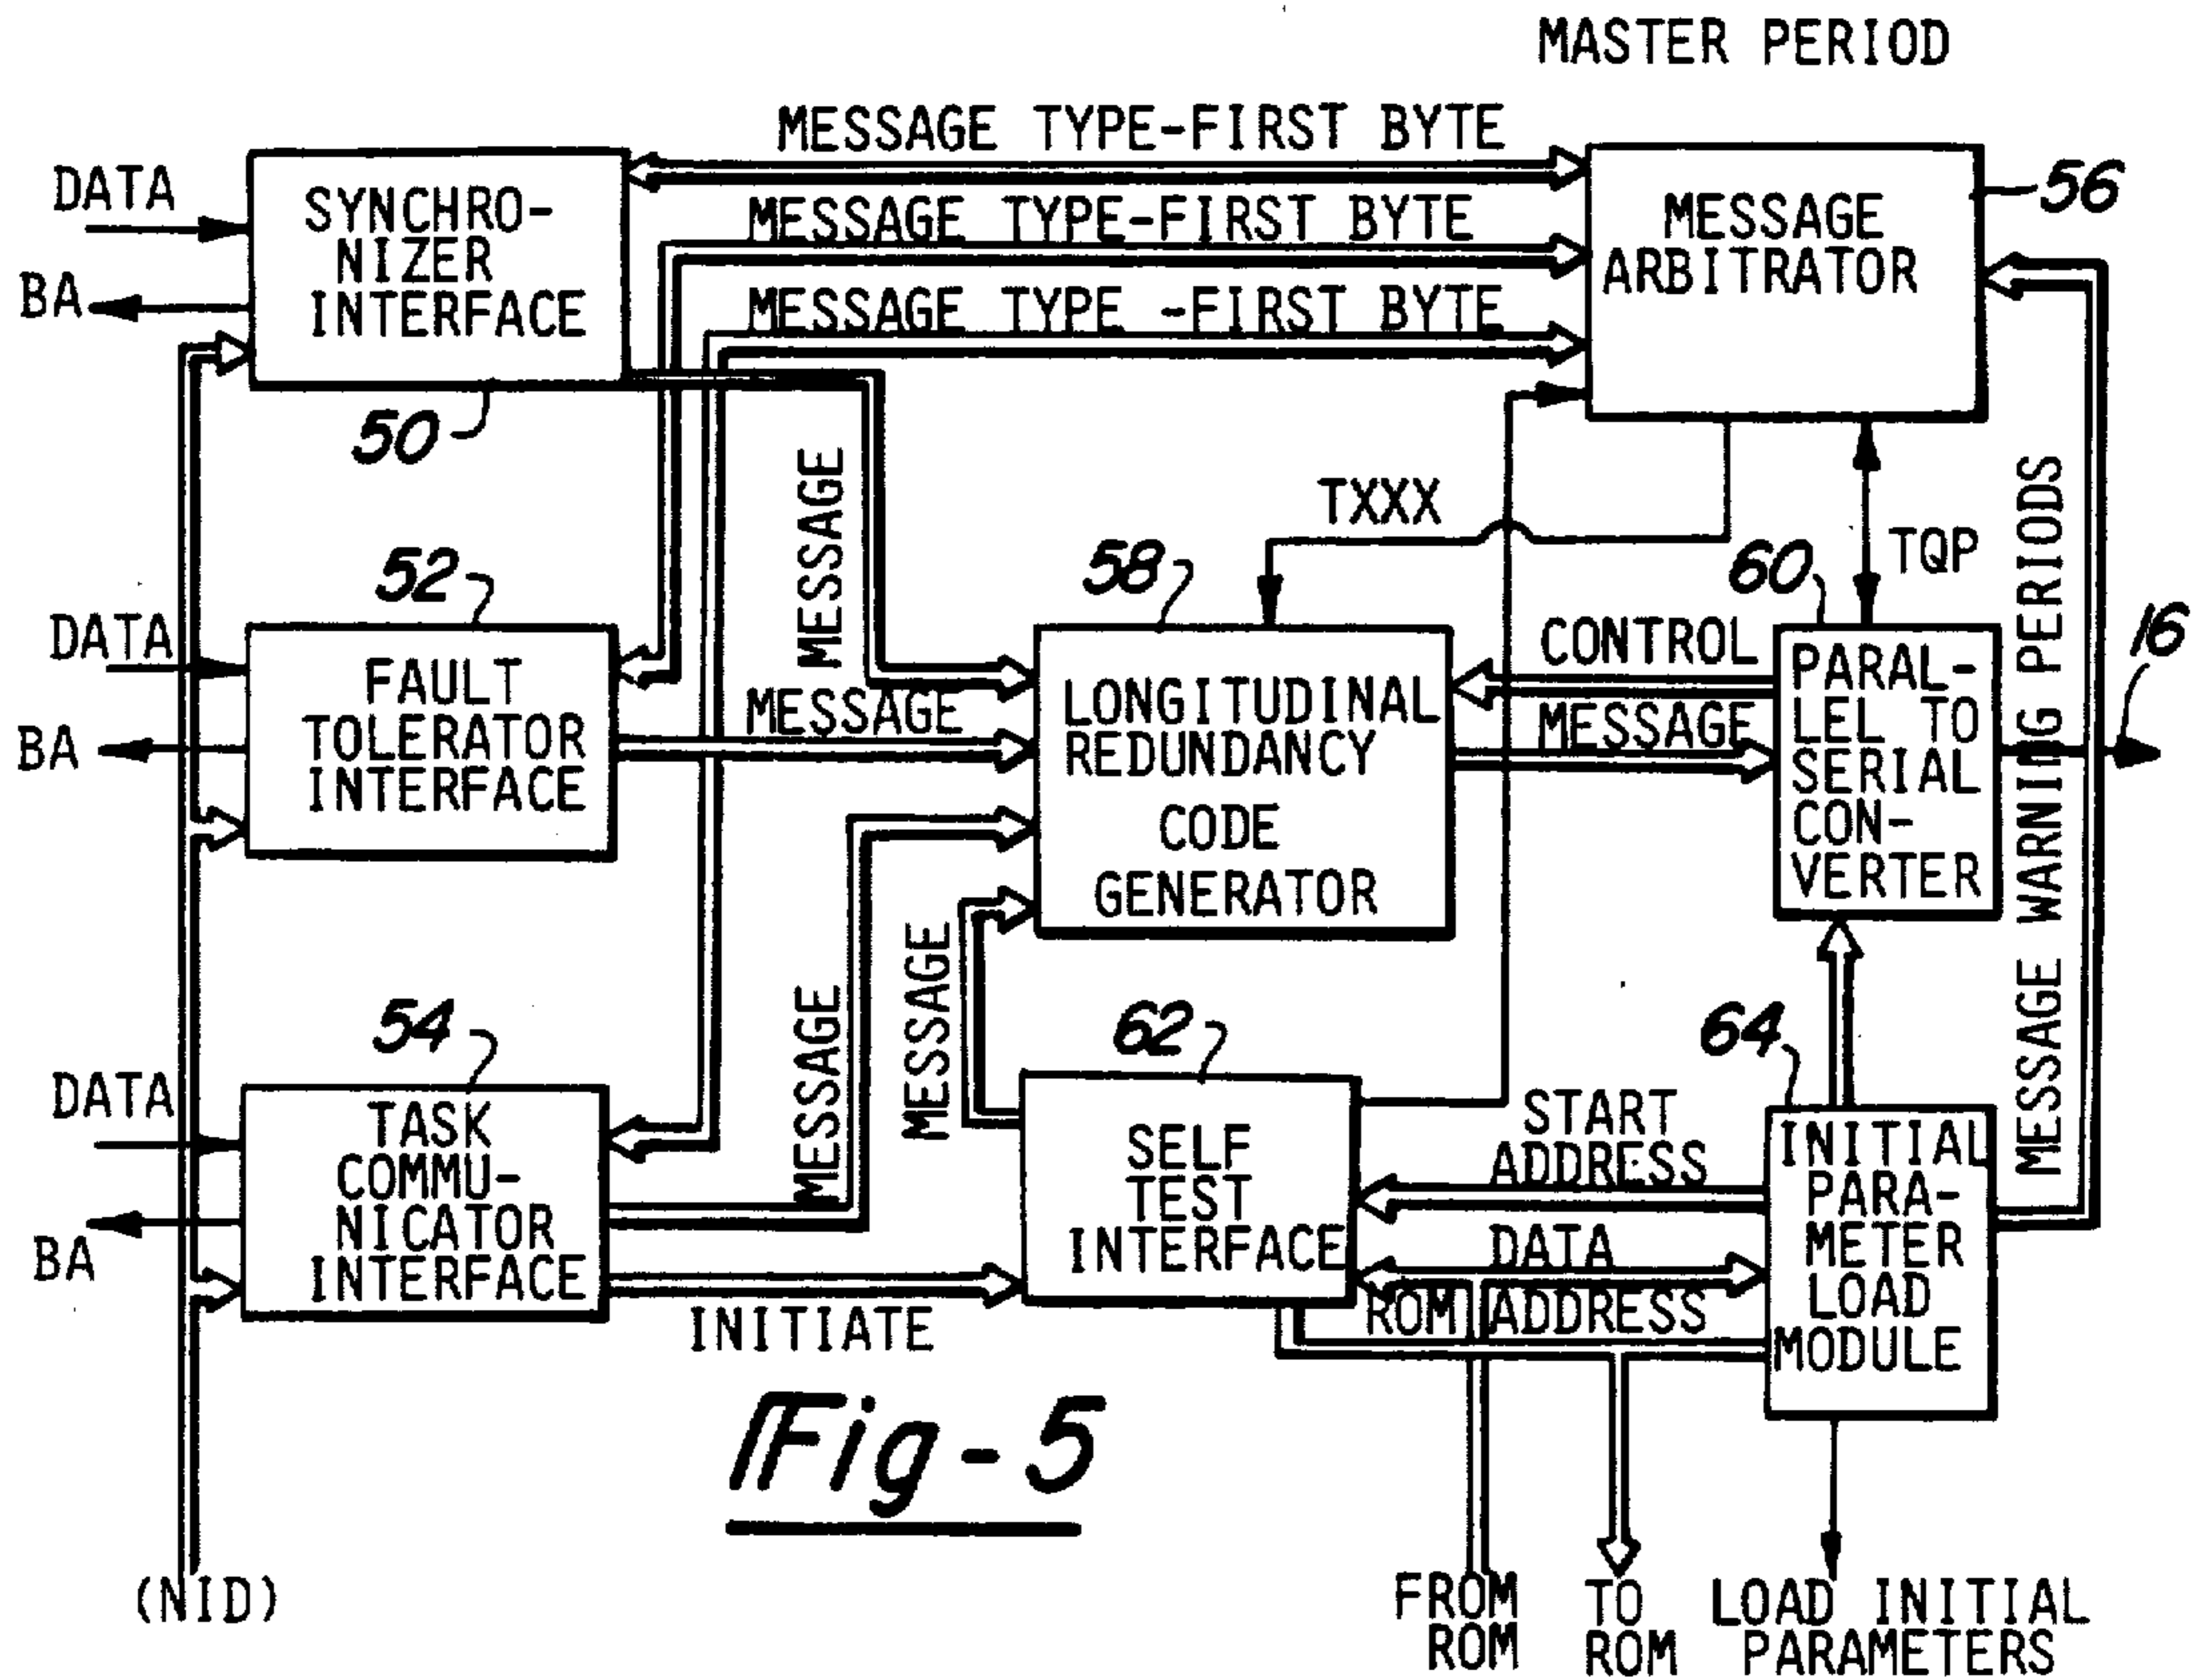 MASTER PERIOD
MESSAGE TYPE-FIRST BYTE
DATA
SYNCHRO-
NIZER
INTERFACE
BA
50
MESSAGE TYPE-FIRST BYTE
MESSAGE TYPE -FIRST BYTE
MESSAGE
ARBITRATOR
56
MESSAGE
TXXX
TQP
52
58
60
16
DATA
FAULT
TOLERATOR
INTERFACE
BA
MESSAGE
LONGITUDINAL
REDUNDANCY
CODE
GENERATOR
CONTROL
MESSAGE
PARAL-
LEL TO
SERIAL
CON-
VERTER
MESSAGE WARNING PERIODS
54
MESSAGE
MESSAGE
62
64
DATA
TASK
COMMU-
NICATOR
INTERFACE
BA
INITIATE
SELF
TEST
INTERFACE
START
ADDRESS
DATA
ROM ADDRESS
INITIAL
PARA-
METER
LOAD
MODULE
Fig-5
(NID)
FROM
ROM
TO
ROM
LOAD INITIAL
PARAMETERS